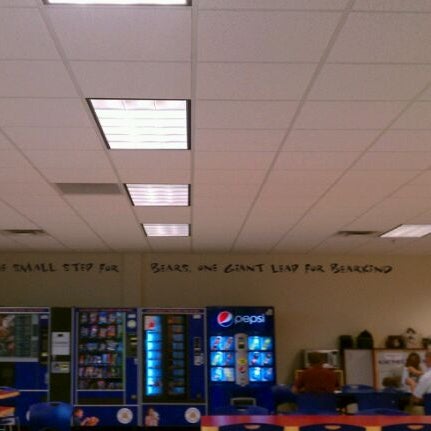 E SMALL STEP FOR BEARS, ONE GIANT LEAP FOR BEARKIND
pepsi